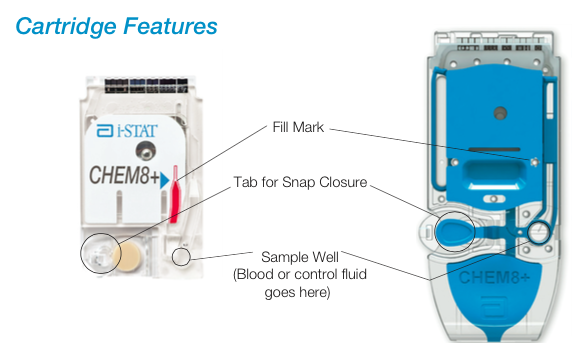 Cartridge Features
i-STAT
CHEM8+
Fill Mark
Tab for Snap Closure
Sample Well
(Blood or control fluid
goes here)
CHEM8+